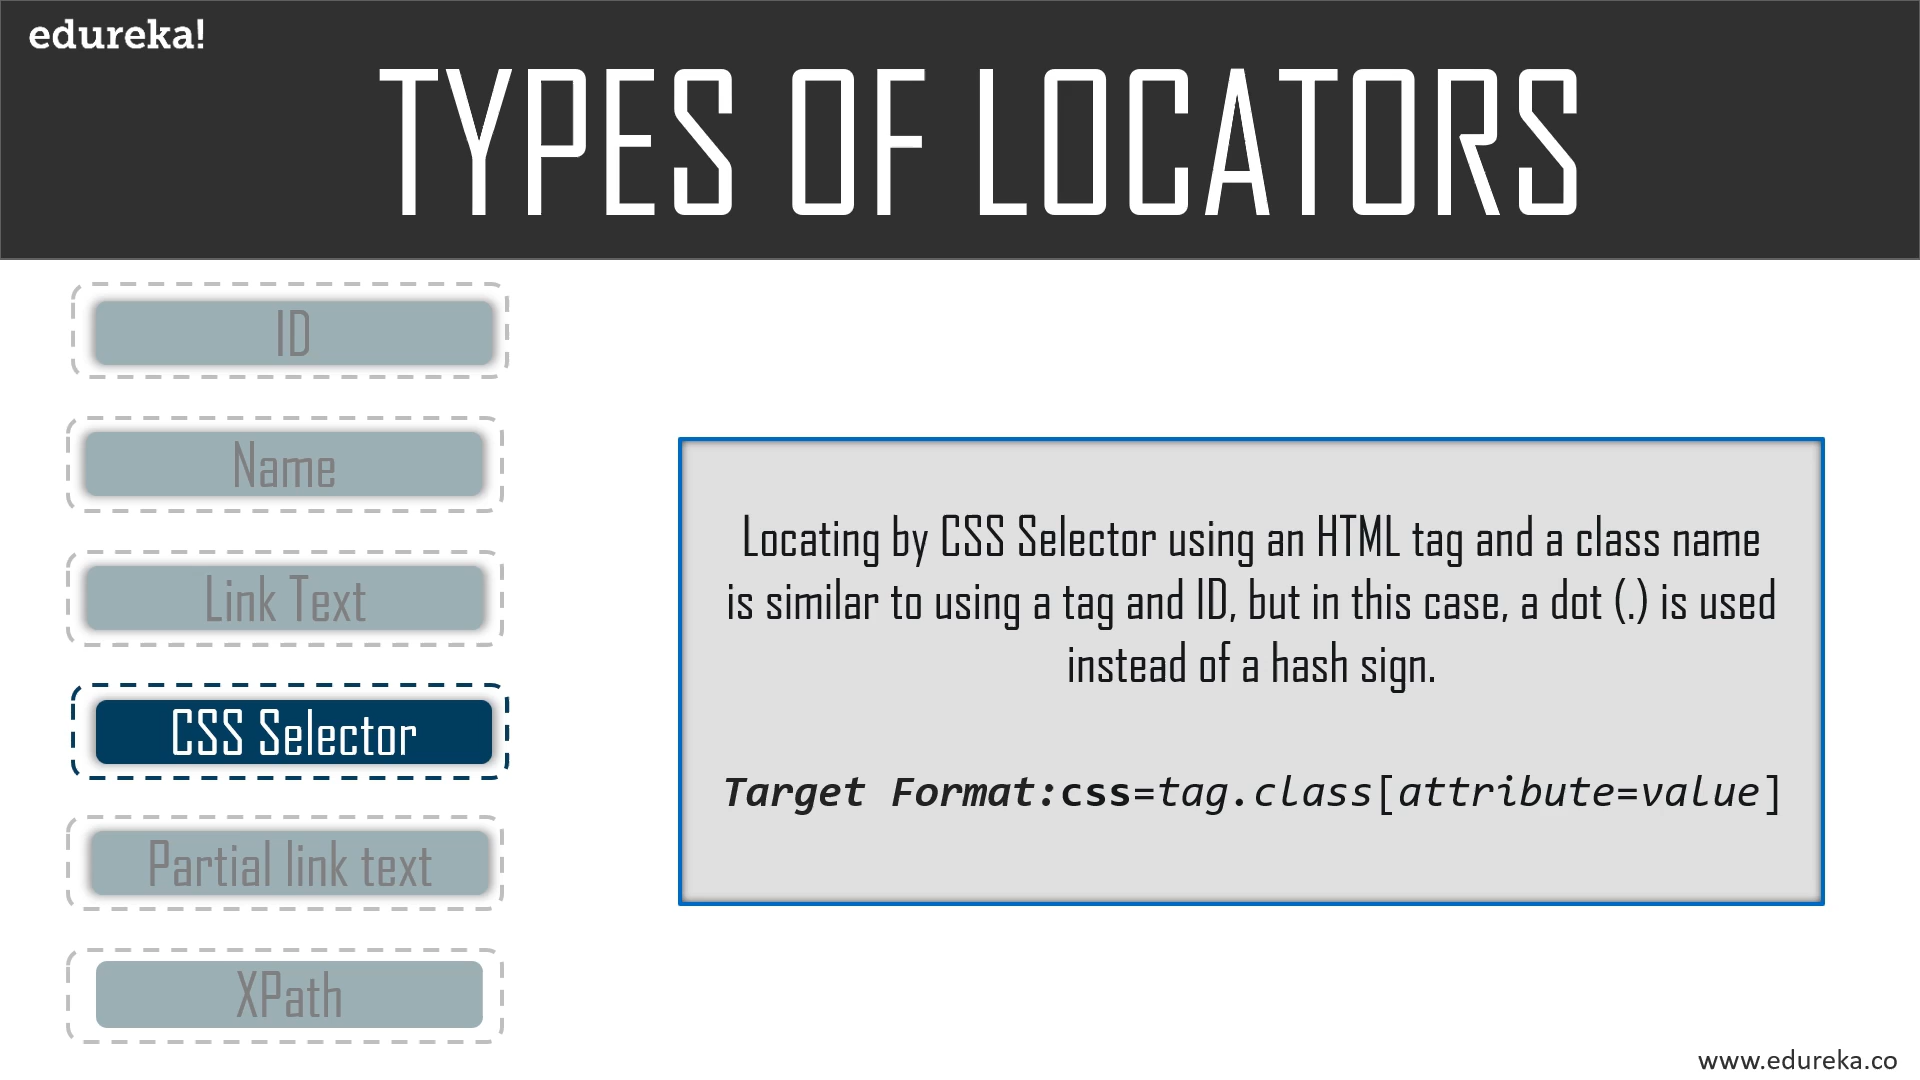 edureka!
TYPES OF LOCATORS
ID
Name
Link Text
CSS Selector
Partial link text
XPath
Locating by CSS Selector using an HTML tag and a class name
is similar to using a tag and ID, but in this case, a dot (.) is used
instead of a hash sign.
Target Format:css=tag.class[attribute=value]
www.edureka.co